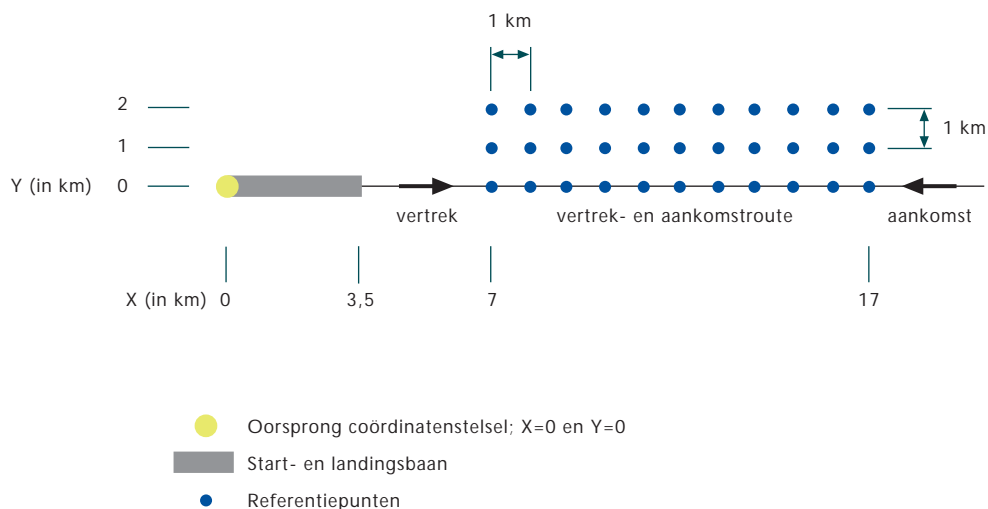 1 km
2
1
1 km
Y (in km) 0
vertrek
vertrek- en aankomstroute
aankomst
X (in km) 0 3,5 7 17
Oorsprong coördinatenstelsel; X=0 en Y=0
Start- en landingsbaan
Referentiepunten